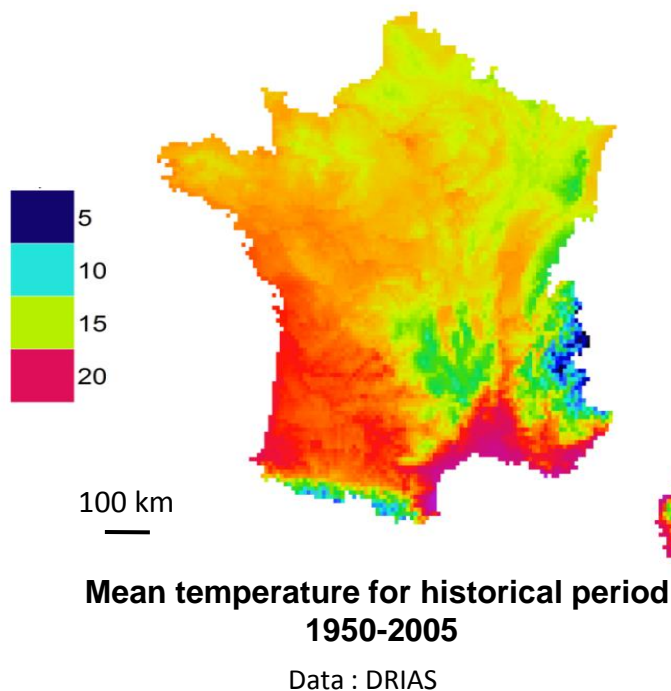 5
10
15
20
100 km
Mean temperature for historical period
1950-2005
Data : DRIAS